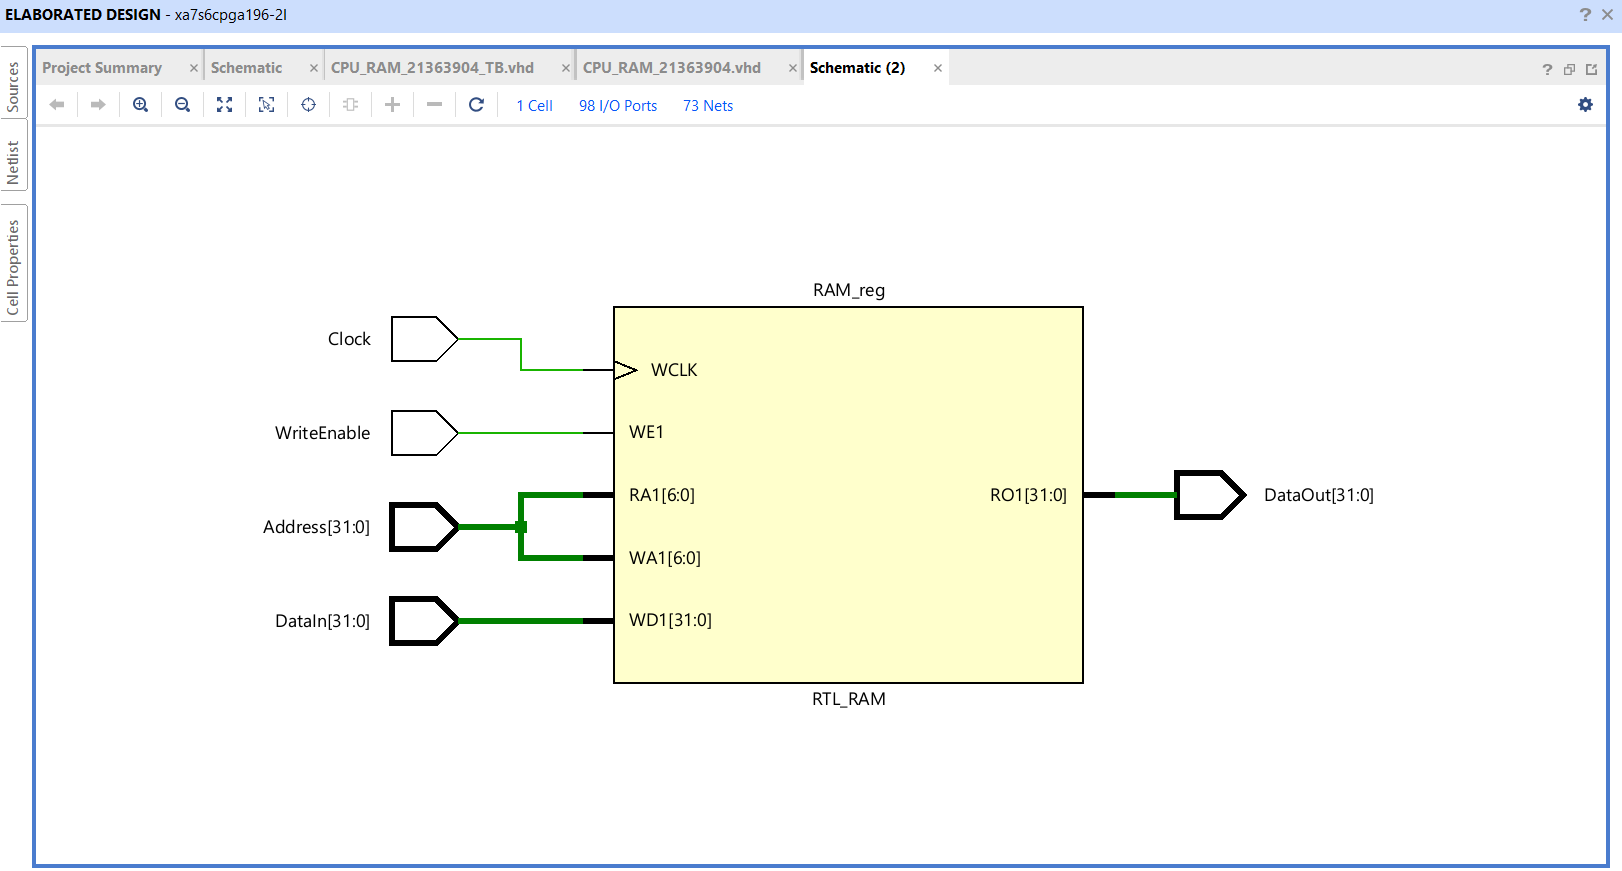 ELABORATED DESIGN - xa7s6cpga196-2I
Sources
Netlist
Cell Properties
Project Summary
Schematic
CPU_RAM_21363904_TB.vhd
CPU_RAM_21363904.vhd
Schematic (2)
1 Cell
98 I/O Ports
73 Nets
RAM_reg
Clock
WCLK
WriteEnable
WE1
RA1[6:0]
RO1[31:0]
DataOut[31:0]
Address[31:0]
WA1[6:0]
DataIn[31:0]
WD1[31:0]
RTL_RAM